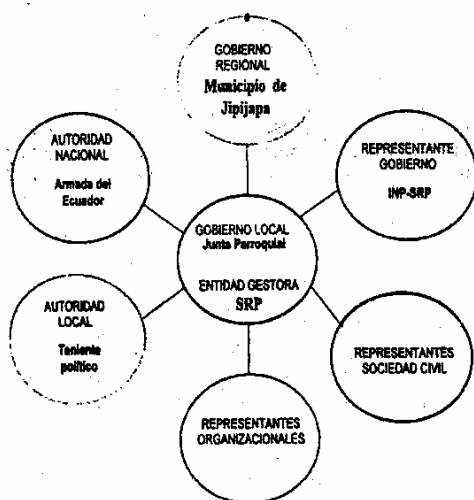 GOBIERNO
REGIONAL
Municipio de
Jipijapa
AUTORIDAD
NACIONAL
Armada del
Ecuador
REPRESENTANTE
GOBIERNO
INP-SRP
GOBIERNO LOCAL
Junta Parroquial
ENTIDAD GESTORA
SRP
AUTORIDAD
LOCAL
Teniente
político
REPRESENTANTES
SOCIEDAD CIVIL
REPRESENTANTES
ORGANIZACIONALES